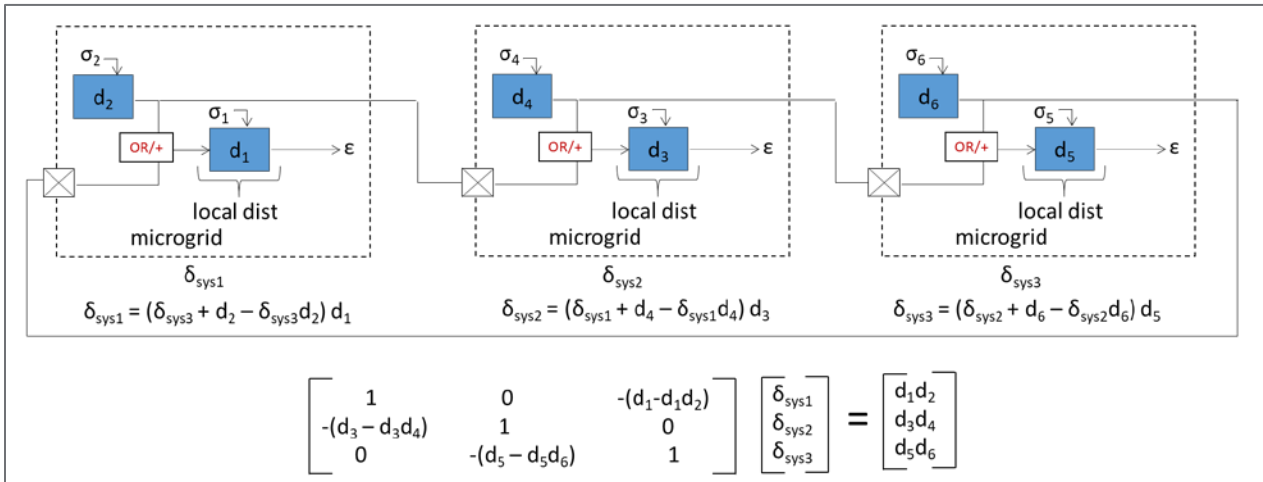 σ₂
d₂
σ₁
OR/+
d₁
ε
local dist
microgrid
δsys1
δsys1 = (δsys3 + d₂ – δsys3d₂) d₁
σ₄
d₄
σ₃
OR/+
d₃
ε
local dist
microgrid
δsys2
δsys2 = (δsys1 + d₄ – δsys1d₄) d₃
σ₆
d₆
σ₅
OR/+
d₅
ε
local dist
microgrid
δsys3
δsys3 = (δsys2 + d₆ – δsys2d₆) d₅
1 0 -(d₁-d₁d₂) δsys1 = d₁d₂
-(d₃ – d₃d₄) 1 0 δsys2 d₃d₄
0 -(d₅ – d₅d₆) 1 δsys3 d₅d₆